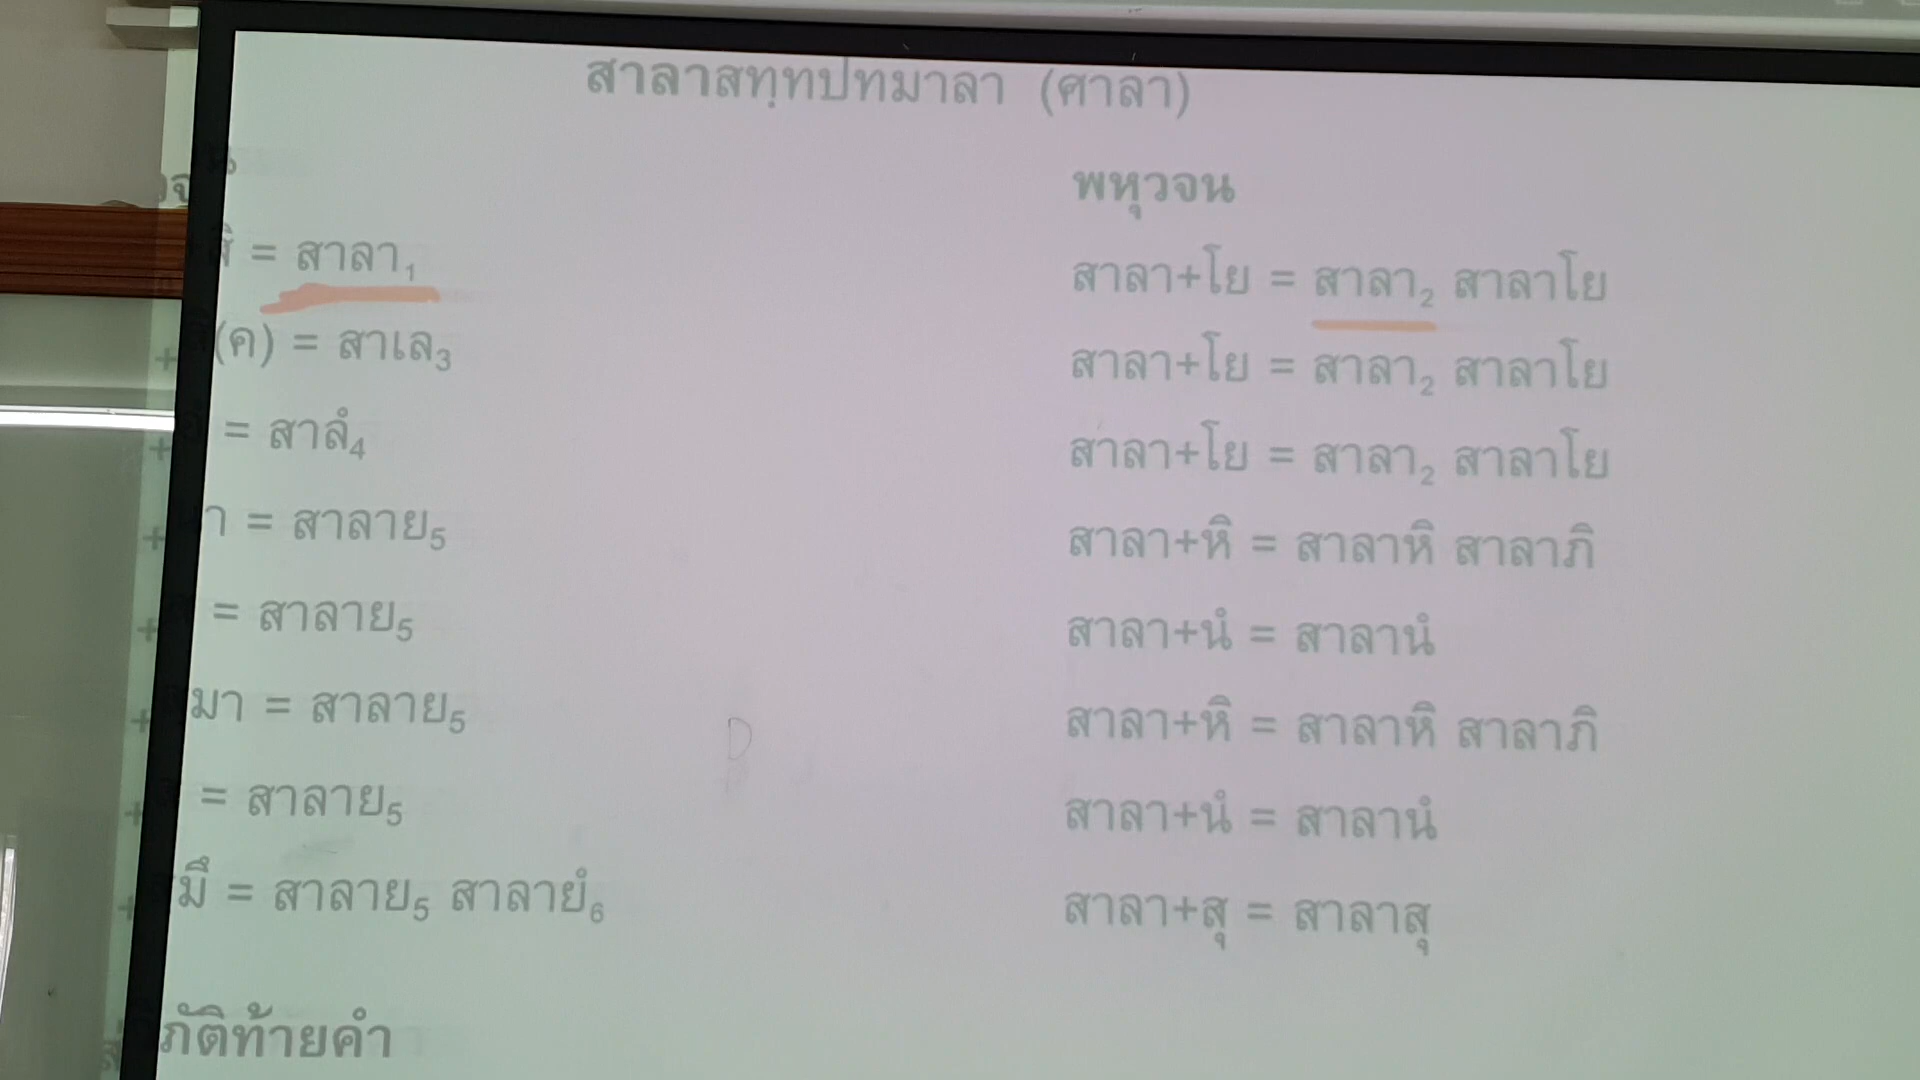 สาลาสทฺทปทมาลา (ศาลา)
พหุวจน
สิ = สาลา₁
สาลา+โย = สาลา₂ สาลาโย
(ค) = สาเล₃
สาลา+โย = สาลา₂ สาลาโย
= สาลํ₄
สาลา+โย = สาลา₂ สาลาโย
า = สาลาย₅
สาลา+หิ = สาลาหิ สาลาภิ
= สาลาย₅
สาลา+นํ = สาลานํ
มา = สาลาย₅
สาลา+หิ = สาลาหิ สาลาภิ
= สาลาย₅
สาลา+นํ = สาลานํ
มึ = สาลาย₅ สาลายํ₆
สาลา+สุ = สาลาสุ
ภัติท้ายคำ